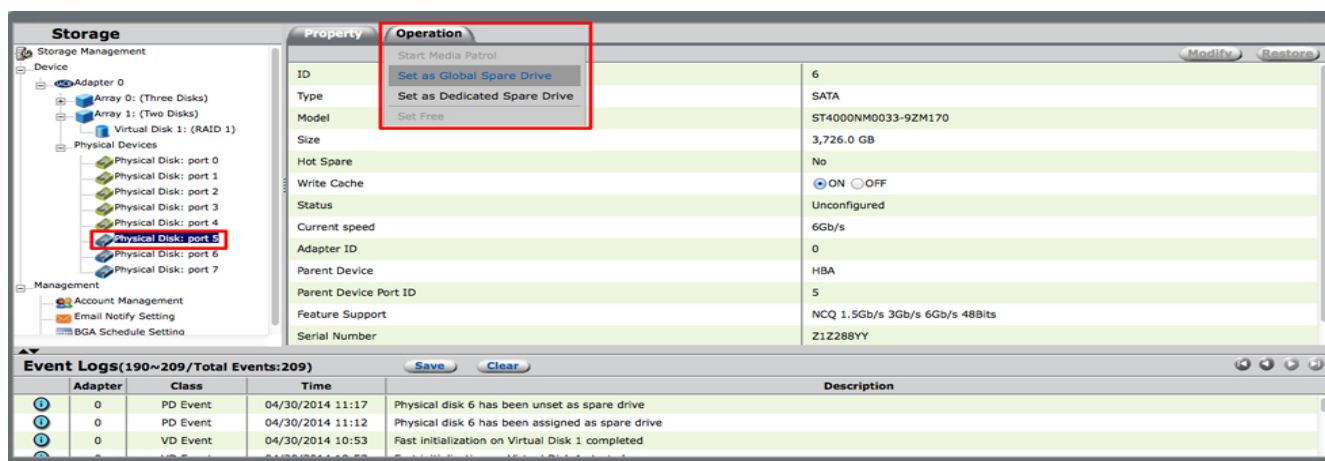 Storage
Storage Management
Device
Adapter 0
Array 0: (Three Disks)
Array 1: (Two Disks)
Virtual Disk 1: (RAID 1)
Physical Devices
Physical Disk: port 0
Physical Disk: port 1
Physical Disk: port 2
Physical Disk: port 3
Physical Disk: port 4
Physical Disk: port 5
Physical Disk: port 6
Physical Disk: port 7
Management
Account Management
Email Notify Setting
BGA Schedule Setting
Property Operation
Start Media Patrol
Set as Global Spare Drive
Set as Dedicated Spare Drive
Set Free
Modify Restore
ID 6
Type SATA
Model ST4000NM0033-9ZM170
Size 3,726.0 GB
Hot Spare No
Write Cache ON OFF
Status Unconfigured
Current speed 6Gb/s
Adapter ID 0
Parent Device HBA
Parent Device Port ID 5
Feature Support NCQ 1.5Gb/s 3Gb/s 6Gb/s 48Bits
Serial Number Z1Z288YY
Event Logs(190~209/Total Events:209) Save Clear
Adapter Class Time Description
0 PD Event 04/30/2014 11:17 Physical disk 6 has been unset as spare drive
0 PD Event 04/30/2014 11:12 Physical disk 6 has been assigned as spare drive
0 VD Event 04/30/2014 10:53 Fast initialization on Virtual Disk 1 completed